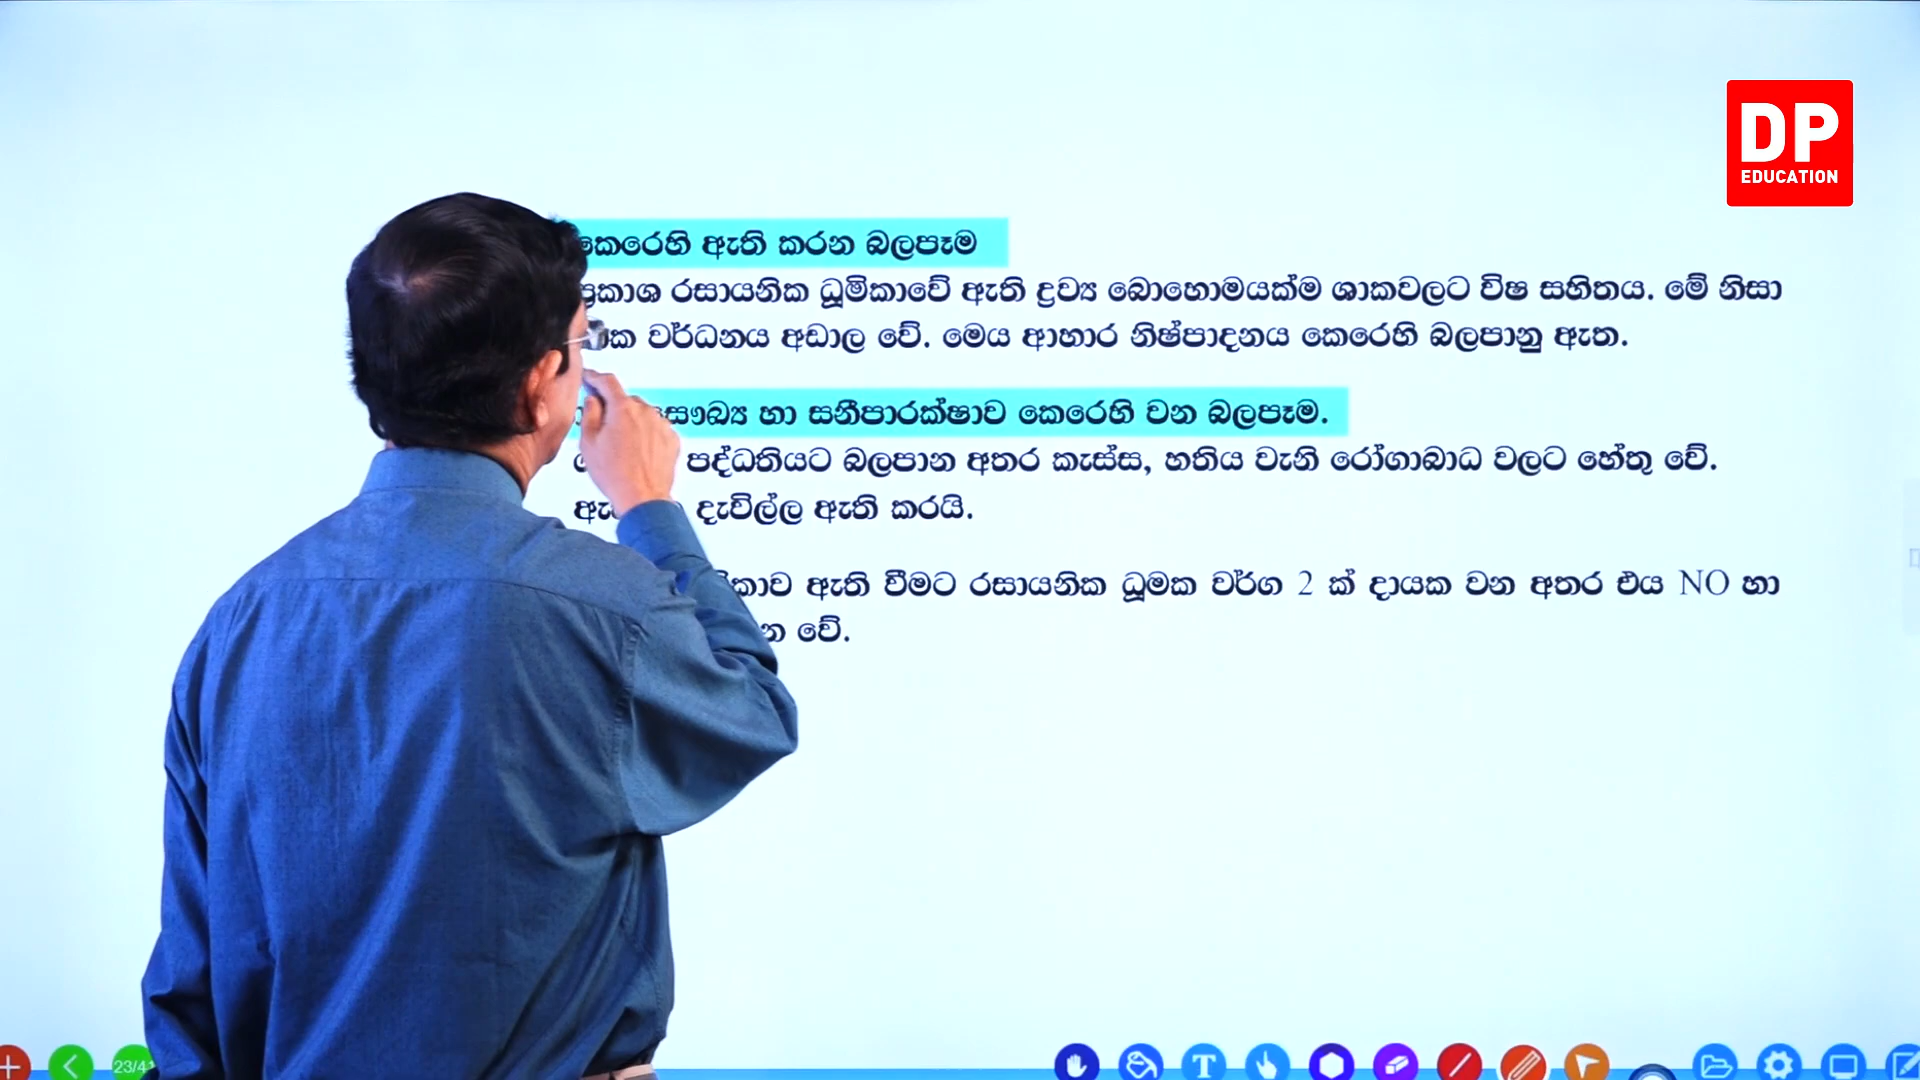 DP
EDUCATION
කෙරෙහි ඇති කරන බලපෑම
ප්‍රකාශ රසායනික ධූමිකාවේ ඇති ද්‍රව්‍ය බොහොමයක්ම ශාකවලට විෂ සහිතය. මේ නිසා
වර්ධනය අඩාල වේ. මෙය ආහාර නිෂ්පාදනය කෙරෙහි බලපානු ඇත.
සෞඛ්‍ය හා සනීපාරක්ෂාව කෙරෙහි වන බලපෑම.
පද්ධතියට බලපාන අතර කැස්ස, හතිය වැනි රෝගාබාධ වලට හේතු වේ.
දැවිල්ල ඇති කරයි.
ඇති වීමට රසායනික ධූමක වර්ග 2 ක් දායක වන අතර එය NO හා
වේ.
23/41